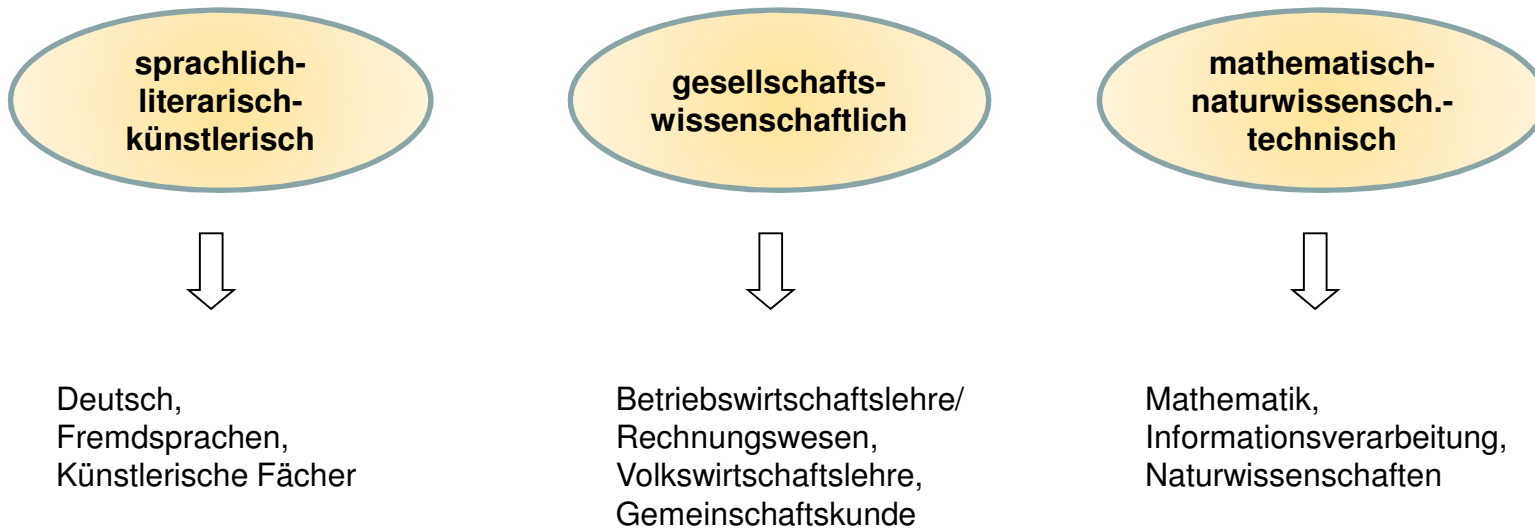 sprachlich-
literarisch-
künstlerisch
gesellschafts-
wissenschaftlich
mathematisch-
naturwissensch.-
technisch
Deutsch,
Fremdsprachen,
Künstlerische Fächer
Betriebswirtschaftslehre/
Rechnungswesen,
Volkswirtschaftslehre,
Gemeinschaftskunde
Mathematik,
Informationsverarbeitung,
Naturwissenschaften